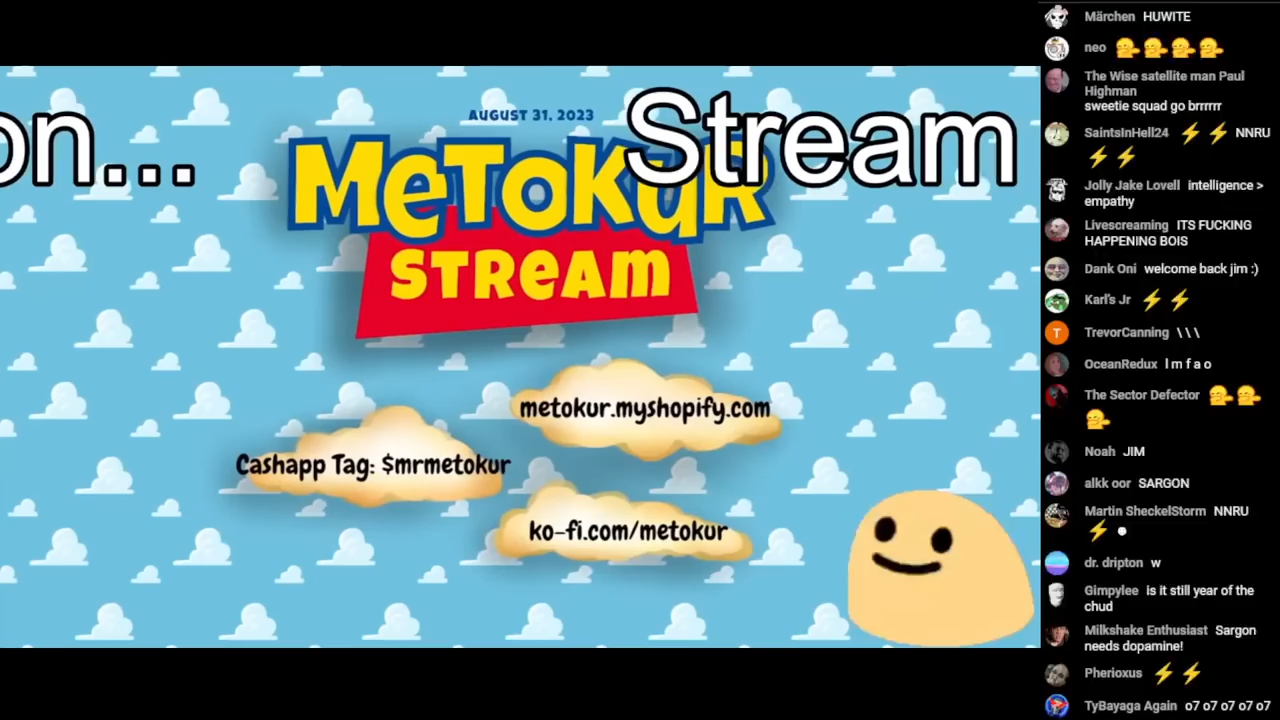 on...
Stream
AUGUST 31, 2023
METOKUR
STREAM
metokur.myshopify.com
Cashapp Tag: $mrmetokur
ko-fi.com/metokur
Märchen HUWITE
neo
The Wise satellite man Paul
Highman
sweetie squad go brrrrrr
SaintsInHell24 ⚡⚡ NNRU
⚡⚡
Jolly Jake Lovell intelligence >
empathy
Livescreaming ITS FUCKING
HAPPENING BOIS
Dank Oni welcome back jim :)
Karl's Jr ⚡⚡
T
TrevorCanning \ \ \
OceanRedux l m f a o
The Sector Defector
Noah JIM
alkk oor SARGON
Martin SheckelStorm NNRU
⚡
dr. dripton w
Gimpylee is it still year of the
chud
Milkshake Enthusiast Sargon
needs dopamine!
Pherioxus ⚡⚡
TyBayaga Again o7 o7 o7 o7 o7